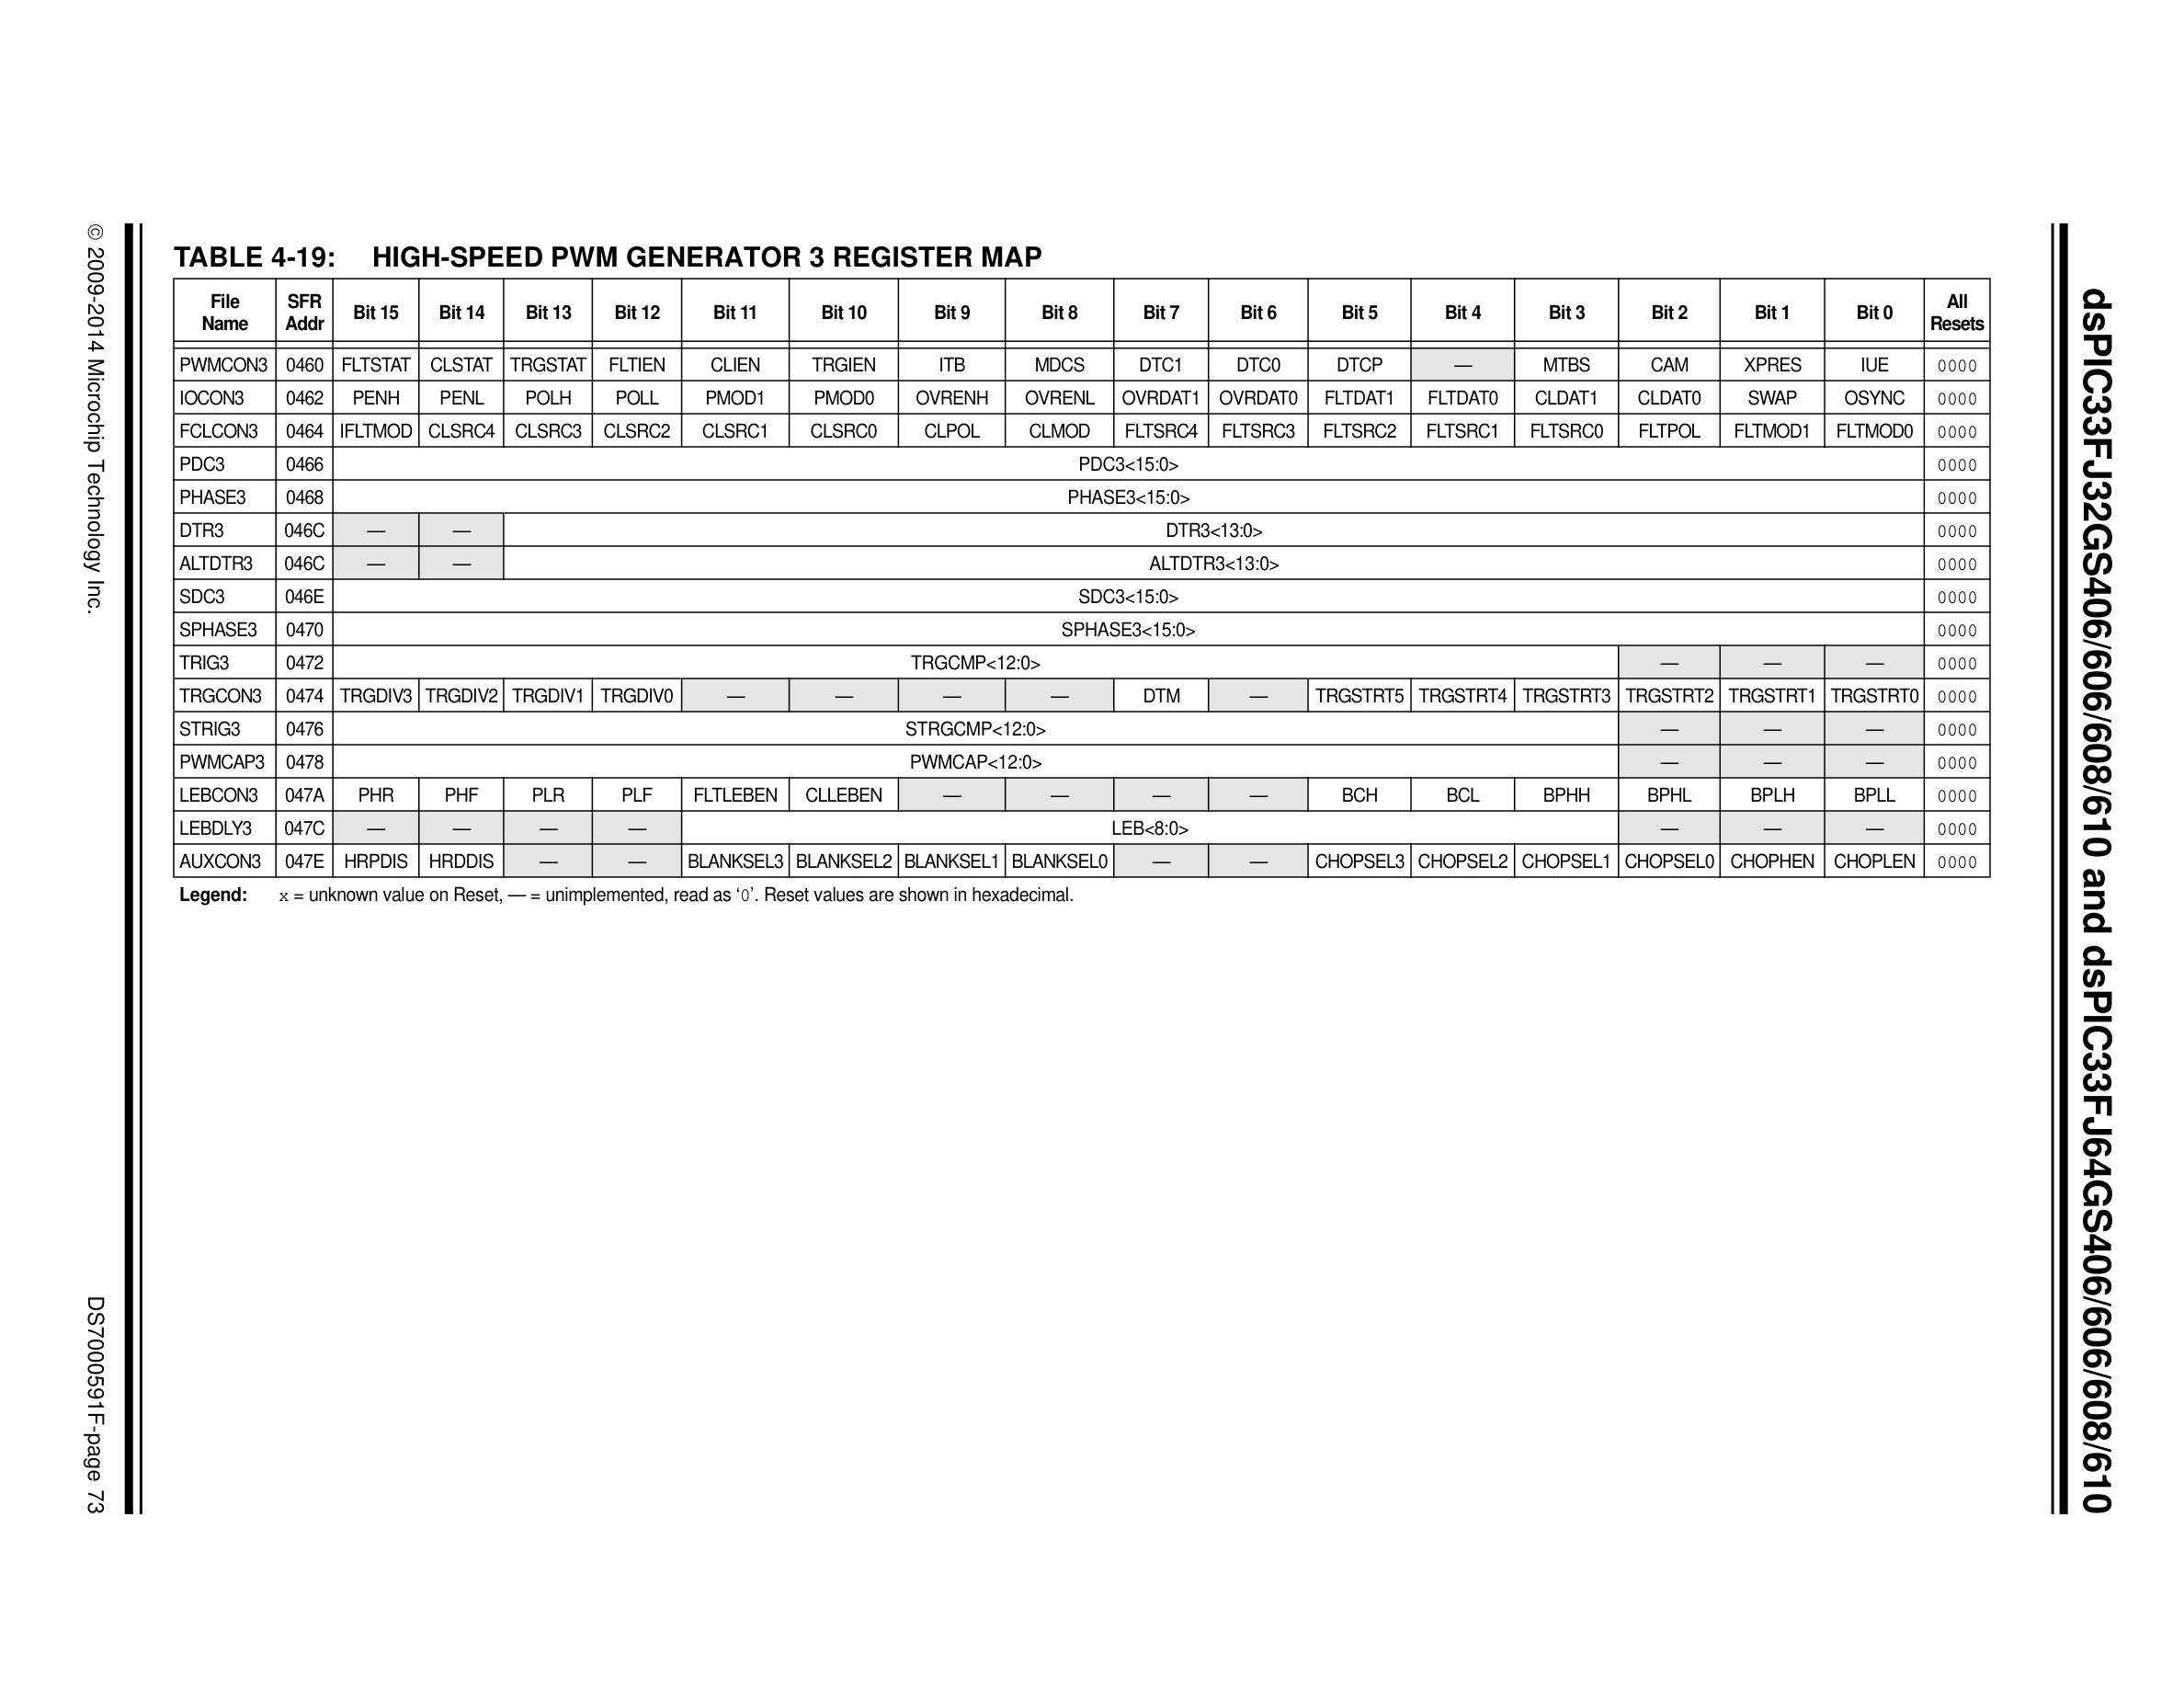 TABLE 4-19: HIGH-SPEED PWM GENERATOR 3 REGISTER MAP
File Name SFR Addr Bit 15 Bit 14 Bit 13 Bit 12 Bit 11 Bit 10 Bit 9 Bit 8 Bit 7 Bit 6 Bit 5 Bit 4 Bit 3 Bit 2 Bit 1 Bit 0 All Resets
PWMCON3 0460 FLTSTAT CLSTAT TRGSTAT FLTIEN CLIEN TRGIEN ITB MDCS DTC1 DTC0 DTCP — MTBS CAM XPRES IUE 0000
IOCON3 0462 PENH PENL POLH POLL PMOD1 PMOD0 OVRENH OVRENL OVRDAT1 OVRDAT0 FLTDAT1 FLTDAT0 CLDAT1 CLDAT0 SWAP OSYNC 0000
FCLCON3 0464 IFLTMOD CLSRC4 CLSRC3 CLSRC2 CLSRC1 CLSRC0 CLPOL CLMOD FLTSRC4 FLTSRC3 FLTSRC2 FLTSRC1 FLTSRC0 FLTPOL FLTMOD1 FLTMOD0 0000
PDC3 0466 PDC3<15:0> 0000
PHASE3 0468 PHASE3<15:0> 0000
DTR3 046C — — DTR3<13:0> 0000
ALTDTR3 046C — — ALTDTR3<13:0> 0000
SDC3 046E SDC3<15:0> 0000
SPHASE3 0470 SPHASE3<15:0> 0000
TRIG3 0472 TRGCMP<12:0> — — — 0000
TRGCON3 0474 TRGDIV3 TRGDIV2 TRGDIV1 TRGDIV0 — — — — DTM — TRGSTRT5 TRGSTRT4 TRGSTRT3 TRGSTRT2 TRGSTRT1 TRGSTRT0 0000
STRIG3 0476 STRGCMP<12:0> — — — 0000
PWMCAP3 0478 PWMCAP<12:0> — — — 0000
LEBCON3 047A PHR PHF PLR PLF FLTLEBEN CLLEBEN — — — — BCH BCL BPHH BPHL BPLH BPLL 0000
LEBDLY3 047C — — — — LEB<8:0> — — — 0000
AUXCON3 047E HRPDIS HRDDIS — — BLANKSEL3 BLANKSEL2 BLANKSEL1 BLANKSEL0 — — CHOPSEL3 CHOPSEL2 CHOPSEL1 CHOPSEL0 CHOPHEN CHOPLEN 0000
Legend: x = unknown value on Reset, — = unimplemented, read as ‘0’. Reset values are shown in hexadecimal.
© 2009-2014 Microchip Technology Inc.
DS7000591F-page 73
dsPIC33FJ32GS406/606/608/610 and dsPIC33FJ64GS406/606/608/610